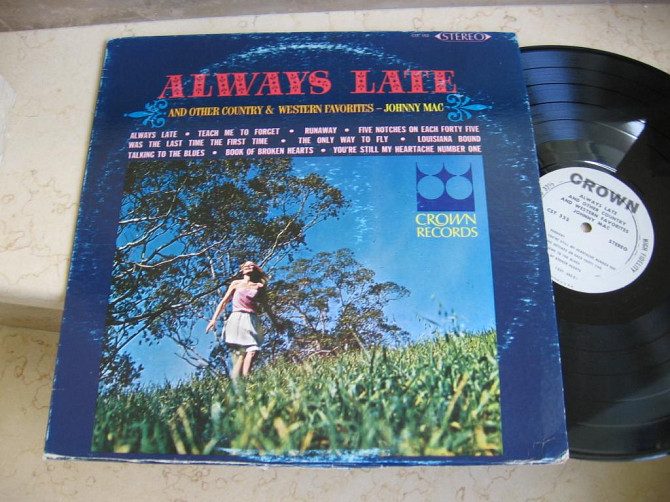 STEREO
ALWAYS LATE
AND OTHER COUNTRY & WESTERN FAVORITES – JOHNNY MAC
ALWAYS LATE • TEACH ME TO FORGET • RUNAWAY • FIVE NOTCHES ON EACH FORTY FIVE
WAS THE LAST TIME THE FIRST TIME • THE ONLY WAY TO FLY • LOUISIANA BOUND
TALKING TO THE BLUES • BOOK OF BROKEN HEARTS • YOU'RE STILL MY HEARTACHE NUMBER ONE
CROWN
RECORDS
CROWN
ALWAYS LATE
AND OTHER COUNTRY
AND WESTERN FAVORITES
JOHNNY MAC
STEREO
HIGH FIDELITY